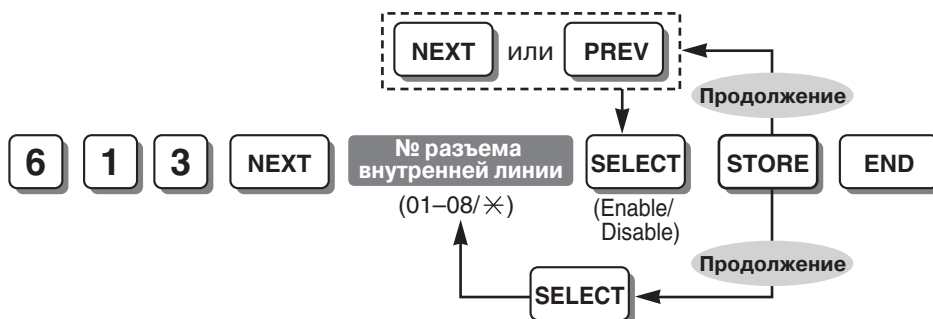 NEXT или PREV
Продолжение
6 1 3 NEXT № разъема внутренней линии SELECT STORE END
(01–08/✳)
(Enable/
Disable)
Продолжение
SELECT